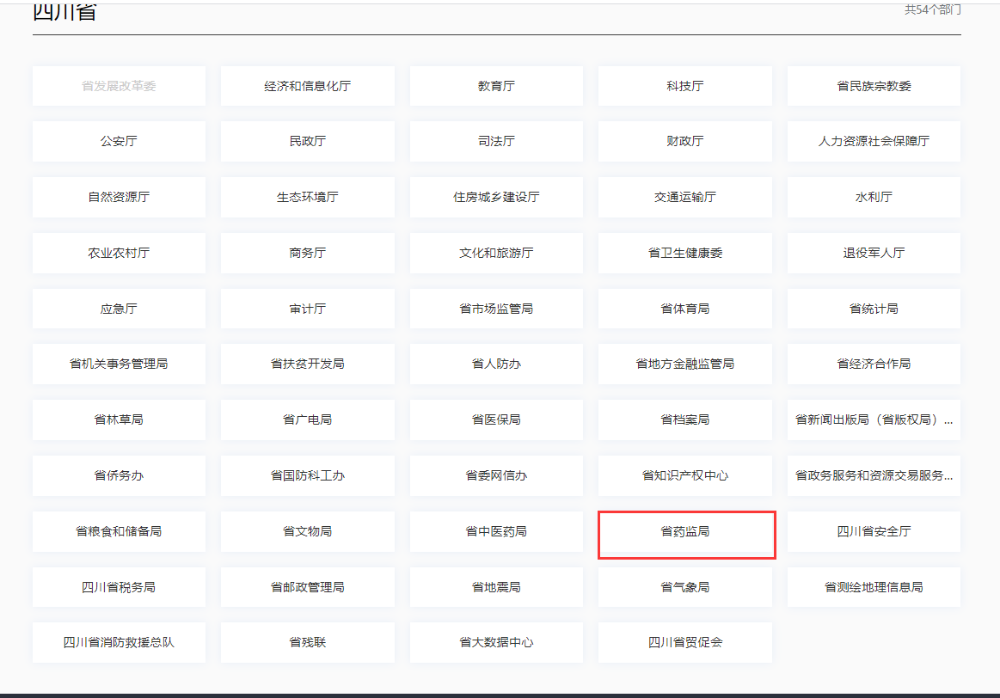 四川省
共54个部门
省发展改革委
经济和信息化厅
教育厅
科技厅
省民族宗教委
公安厅
民政厅
司法厅
财政厅
人力资源社会保障厅
自然资源厅
生态环境厅
住房城乡建设厅
交通运输厅
水利厅
农业农村厅
商务厅
文化和旅游厅
省卫生健康委
退役军人厅
应急厅
审计厅
省市场监管局
省体育局
省统计局
省机关事务管理局
省扶贫开发局
省人防办
省地方金融监管局
省经济合作局
省林草局
省广电局
省医保局
省档案局
省新闻出版局（省版权局）...
省侨务办
省国防科工办
省委网信办
省知识产权中心
省政务服务和资源交易服务...
省粮食和储备局
省文物局
省中医药局
省药监局
四川省安全厅
四川省税务局
省邮政管理局
省地震局
省气象局
省测绘地理信息局
四川省消防救援总队
省残联
省大数据中心
四川省贸促会